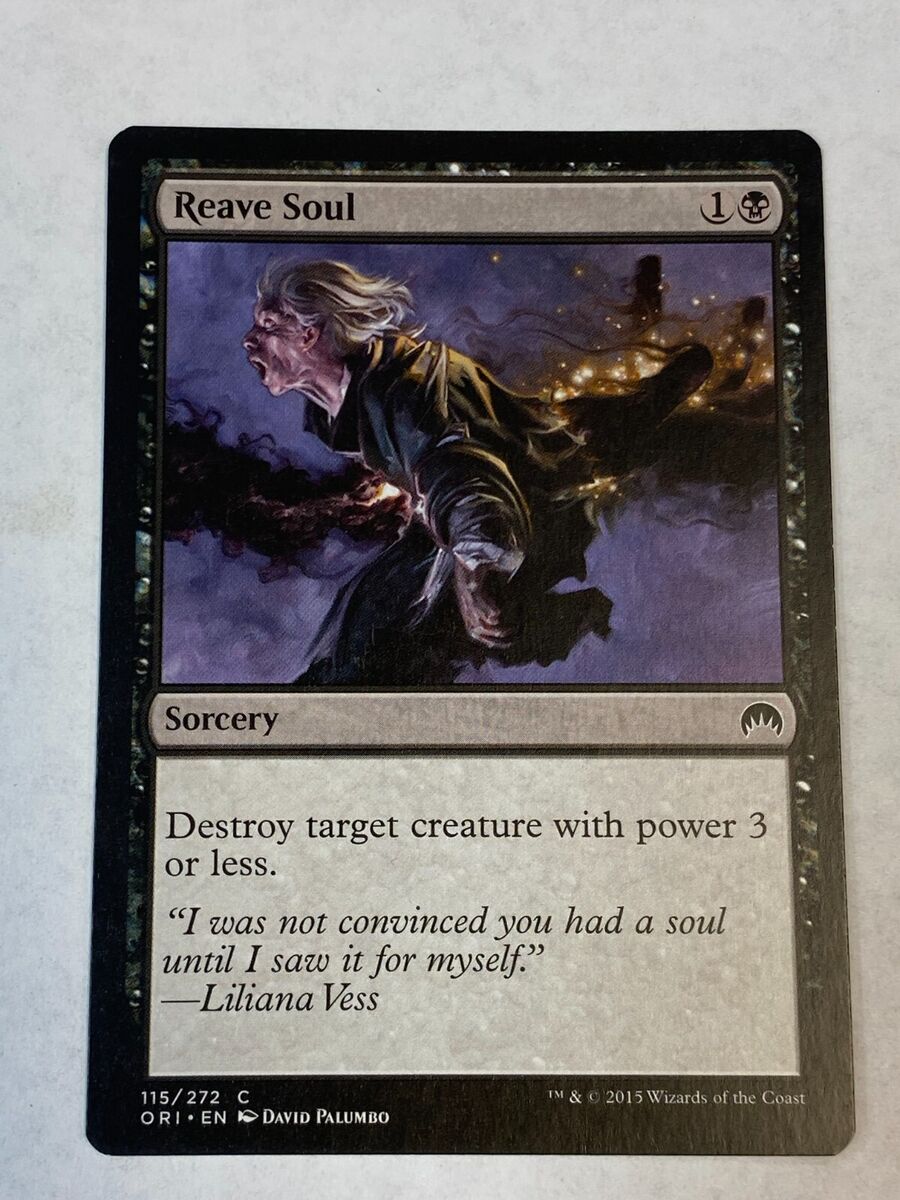 Reave Soul 1
Sorcery
Destroy target creature with power 3
or less.
“I was not convinced you had a soul
until I saw it for myself.”
—Liliana Vess
115/272 C
™ & © 2015 Wizards of the Coast
ORI • EN David Palumbo